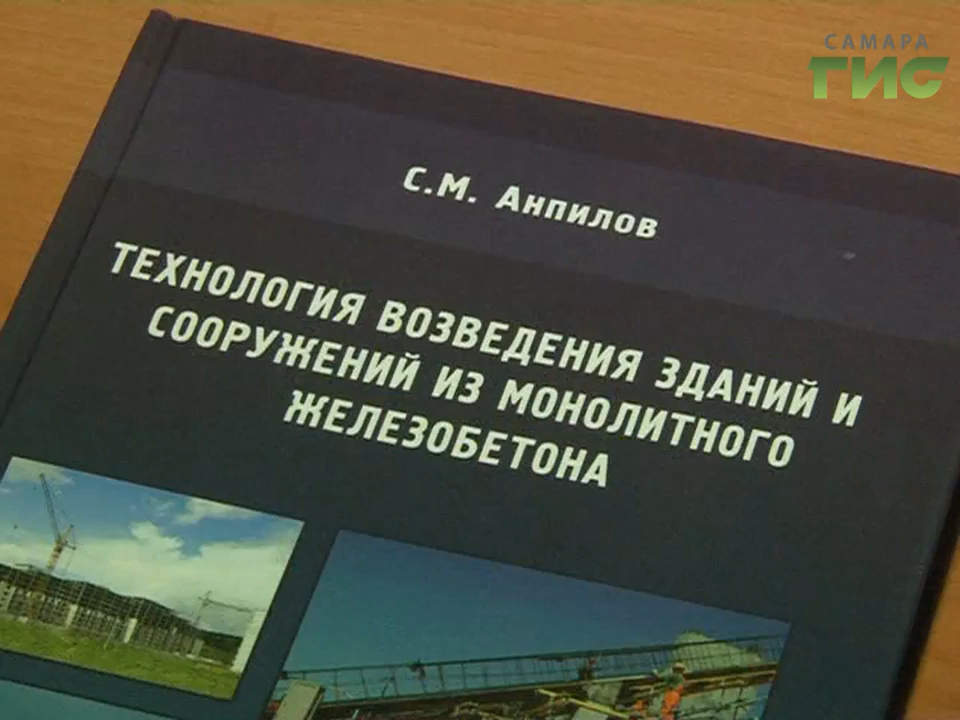 САМАРА
ГИС
С.М. Анпилов
ТЕХНОЛОГИЯ ВОЗВЕДЕНИЯ ЗДАНИЙ И
СООРУЖЕНИЙ ИЗ МОНОЛИТНОГО
ЖЕЛЕЗОБЕТОНА